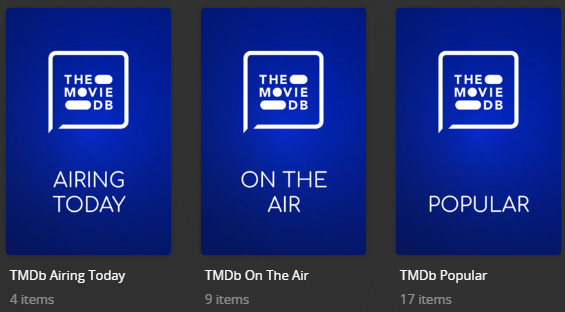 THE
MOVIE
DB
AIRING
TODAY
TMDb Airing Today
4 items
THE
MOVIE
DB
ON THE
AIR
TMDb On The Air
9 items
THE
MOVIE
DB
POPULAR
TMDb Popular
17 items